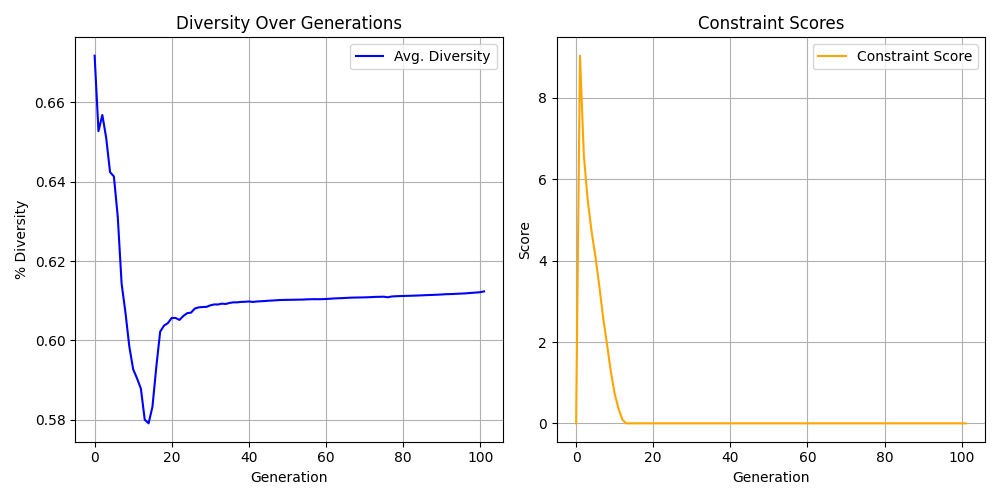 Diversity Over Generations
Avg. Diversity
% Diversity
0.66
0.64
0.62
0.60
0.58
0 20 40 60 80 100
Generation
Constraint Scores
Constraint Score
Score
8
6
4
2
0
0 20 40 60 80 100
Generation